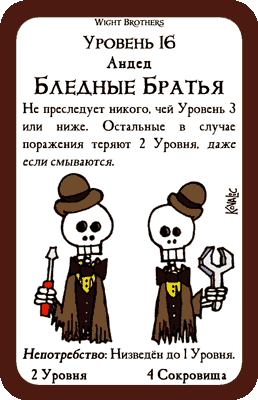 Wight Brothers
Уровень 16
Андед
Бледные Братья
Не преследует никого, чей Уровень 3
или ниже. Остальные в случае
поражения теряют 2 Уровня, даже
если смываются.
Kovalic
Непотребство: Низведён до 1 Уровня.
2 Уровня 4 Сокровища